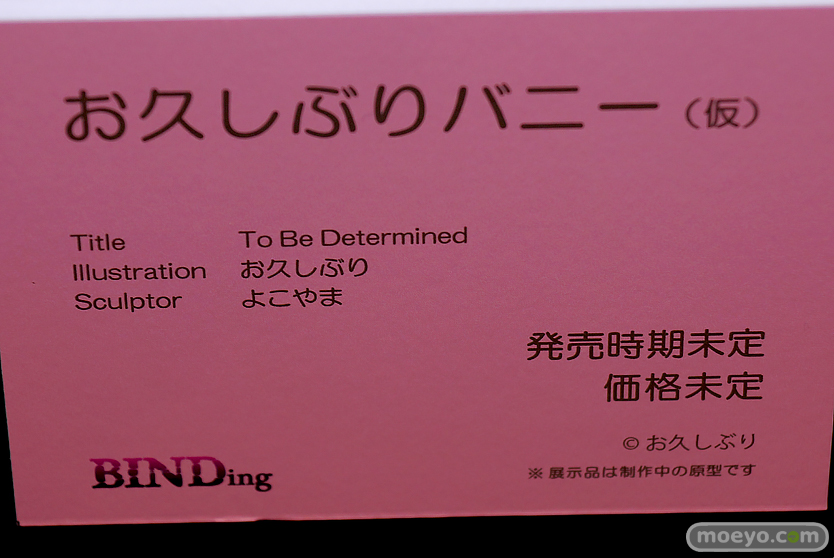 お久しぶりバニー（仮）
Title To Be Determined
Illustration お久しぶり
Sculptor よこやま
発売時期未定
価格未定
© お久しぶり
BINDing
※ 展示品は制作中の原型です
moeyo.com